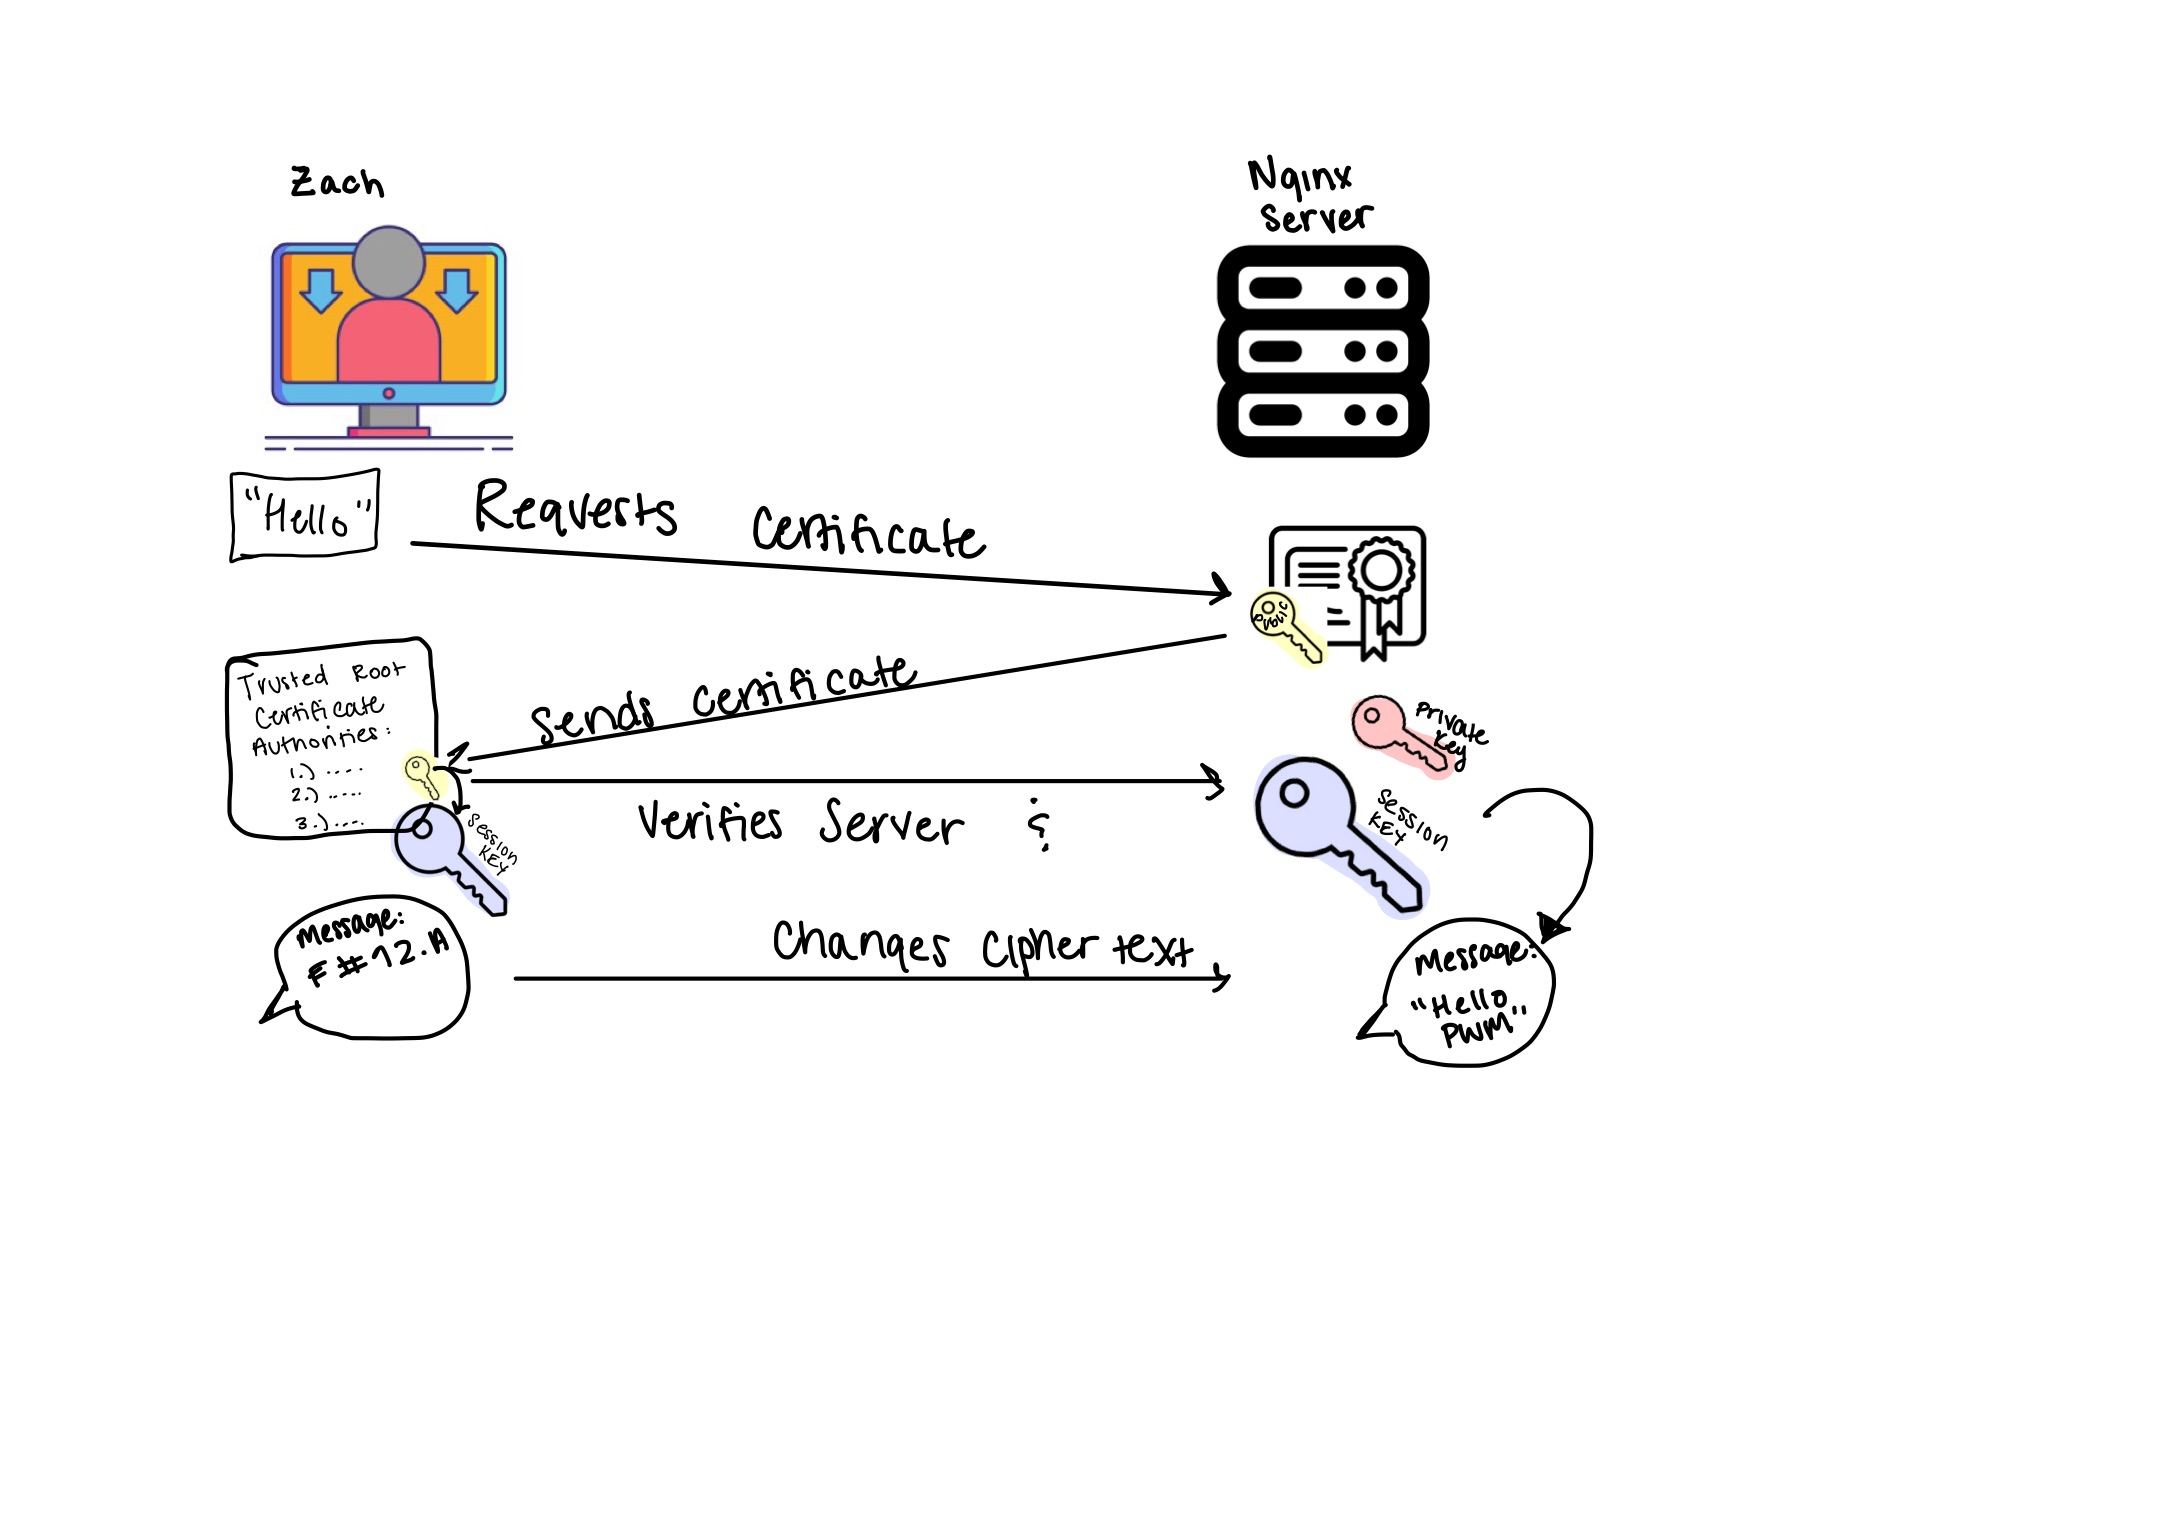 Zach
Nginx
Server
"Hello"
Requests Certificate
Public
Sends Certificate
Trusted Root
Certificate
Authorities:
1.) ....
2.) ....
3.) ....
Private
Key
Session
Key
Verifies Server &
Session
Key
Message:
F#12.A
Changes Cipher text
Message:
"Hello
PWM"